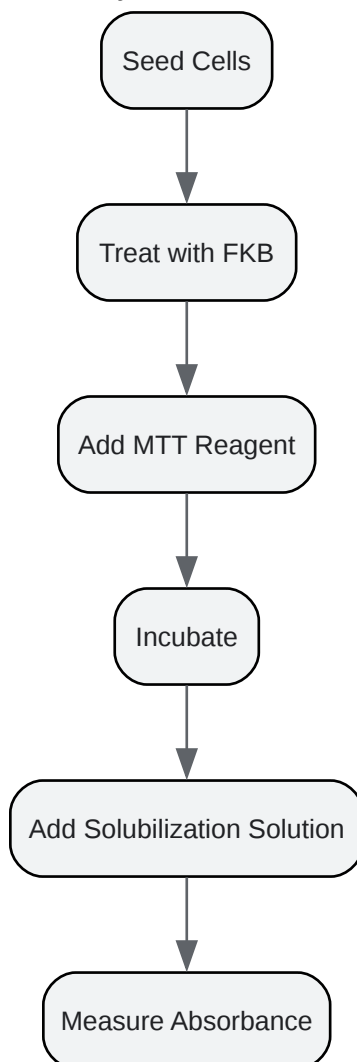 Seed Cells
Treat with FKB
Add MTT Reagent
Incubate
Add Solubilization Solution
Measure Absorbance